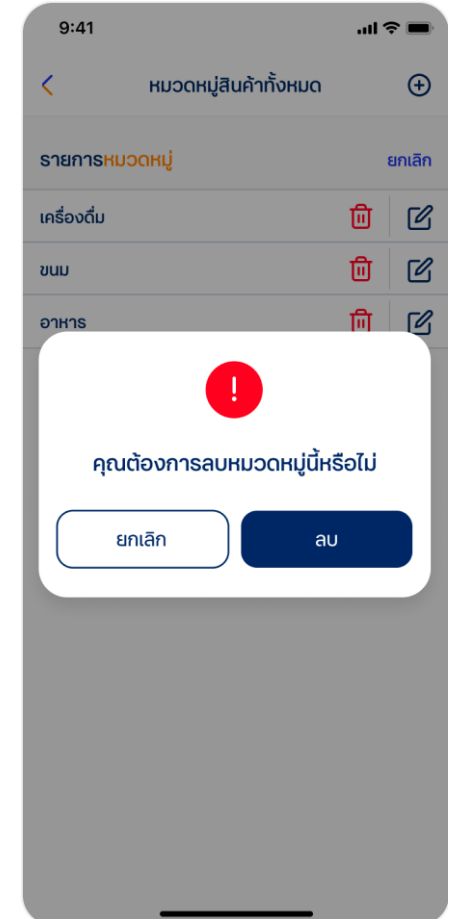 9:41
หมวดหมู่สินค้าทั้งหมด
รายการหมวดหมู่ ยกเลิก
เครื่องดื่ม
ขนม
อาหาร
!
คุณต้องการลบหมวดหมู่นี้หรือไม่
ยกเลิก ลบ